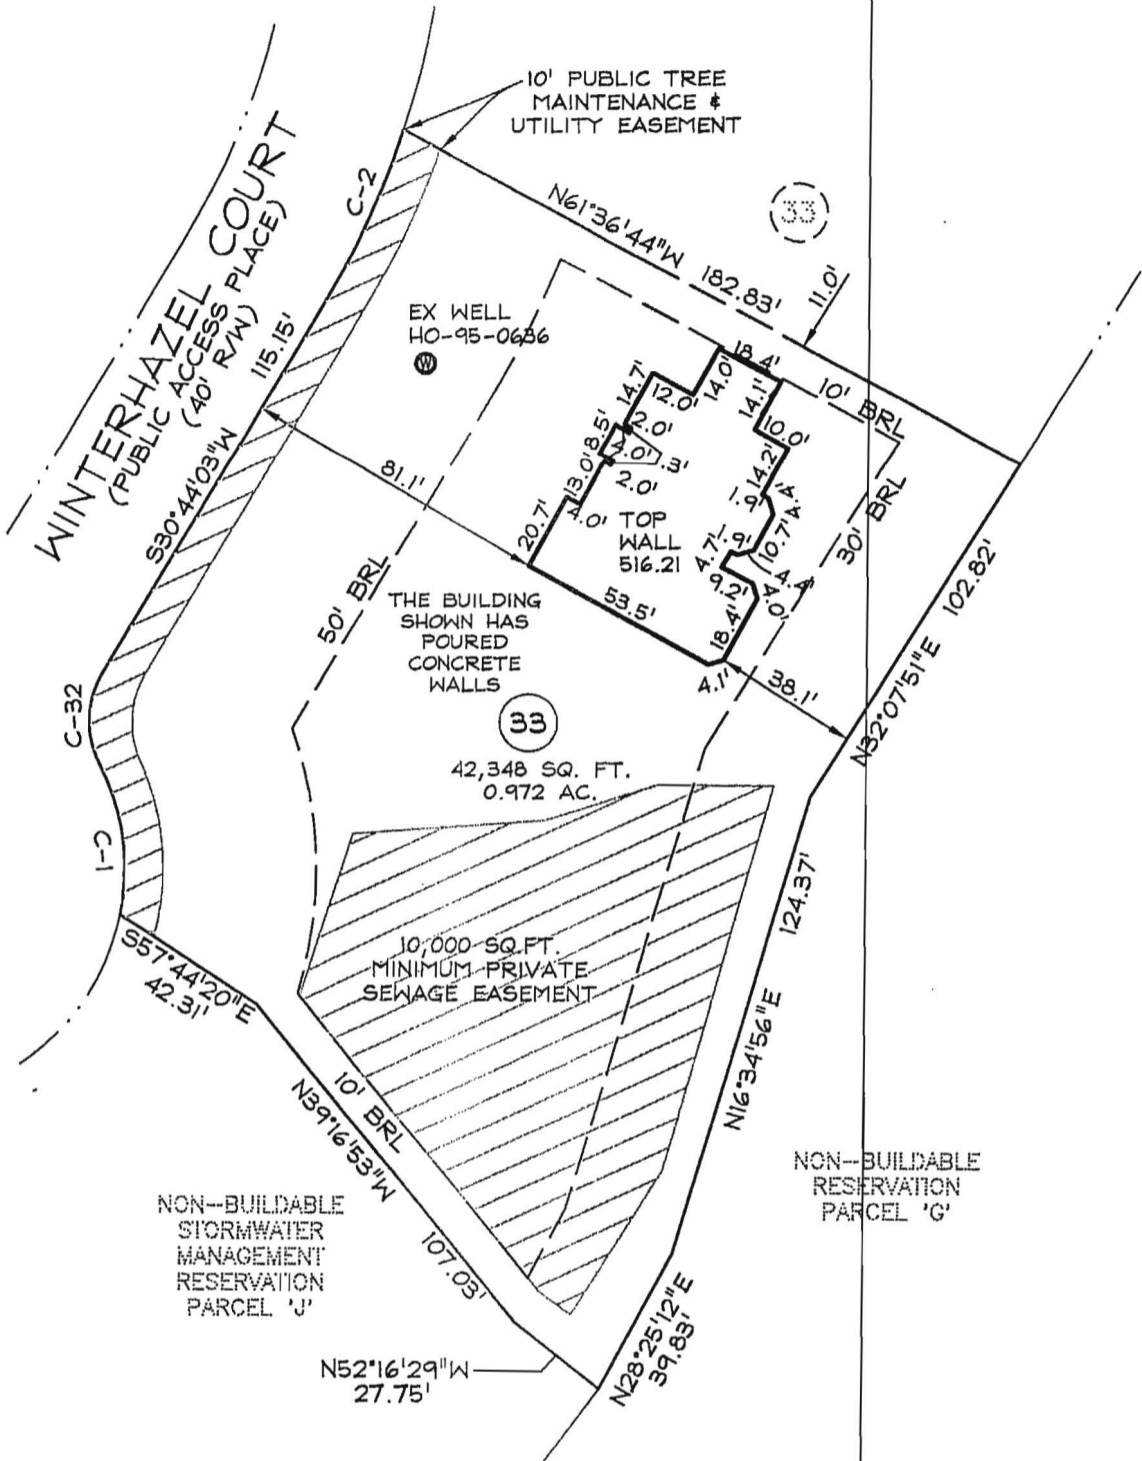 10' PUBLIC TREE
MAINTENANCE &
UTILITY EASEMENT
WINTERHAZEL COURT
(PUBLIC ACCESS PLACE)
(40' R/W)
C-2
115.15'
S30°44'03"W
C-32
C-1
N61°36'44"W
182.83'
33
11.0'
EX WELL
HO-95-0636
W
81.1'
50' BRL
10' BRL
30' BRL
18.4'
14.0'
12.0'
14.7'
2.0'
8.5'
4.0'
.3'
2.0'
13.0'
4.0'
20.7'
53.5'
14.1'
10.0'
14.2'
1.9'
4.4'
10.7'
1.9'
4.4'
4.7'
9.2'
4.0'
18.4'
4.1'
38.1'
TOP
WALL
516.21
THE BUILDING
SHOWN HAS
POURED
CONCRETE
WALLS
33
42,348 SQ. FT.
0.972 AC.
102.82'
N32°07'51"E
124.37'
N16°34'56"E
10,000 SQ.FT.
MINIMUM PRIVATE
SEWAGE EASEMENT
S57°44'20"E
42.31'
10' BRL
N39°16'53"W
107.03'
NON-BUILDABLE
STORMWATER
MANAGEMENT
RESERVATION
PARCEL 'J'
NON-BUILDABLE
RESERVATION
PARCEL 'G'
N52°16'29"W
27.75'
N28°25'12"E
39.83'